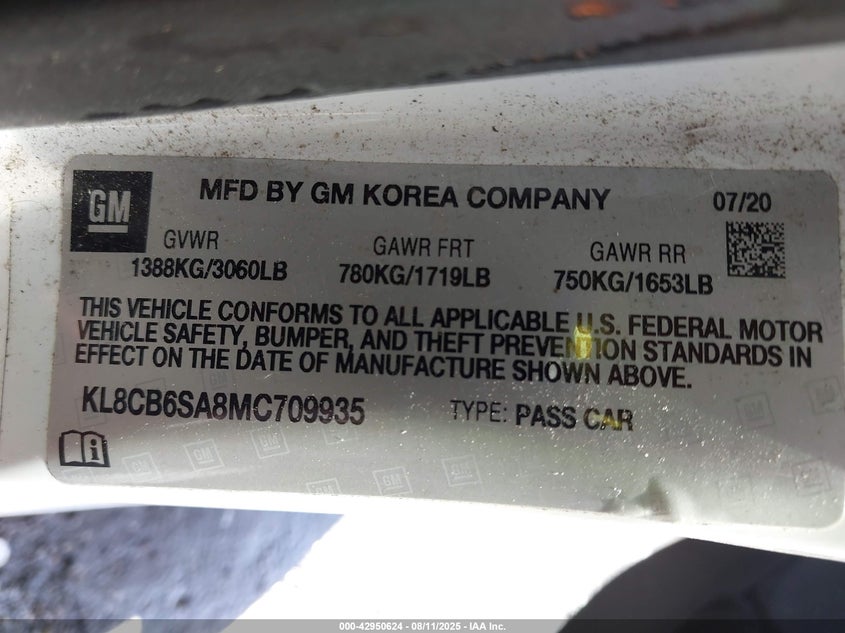 GM
MFD BY GM KOREA COMPANY 07/20
GVWR GAWR FRT GAWR RR
1388KG/3060LB 780KG/1719LB 750KG/1653LB
THIS VEHICLE CONFORMS TO ALL APPLICABLE U.S. FEDERAL MOTOR
VEHICLE SAFETY, BUMPER, AND THEFT PREVENTION STANDARDS IN
EFFECT ON THE DATE OF MANUFACTURE SHOWN ABOVE.
KL8CB6SA8MC709935 TYPE: PASS CAR
000-42950624 - 08/11/2025 - IAA Inc.